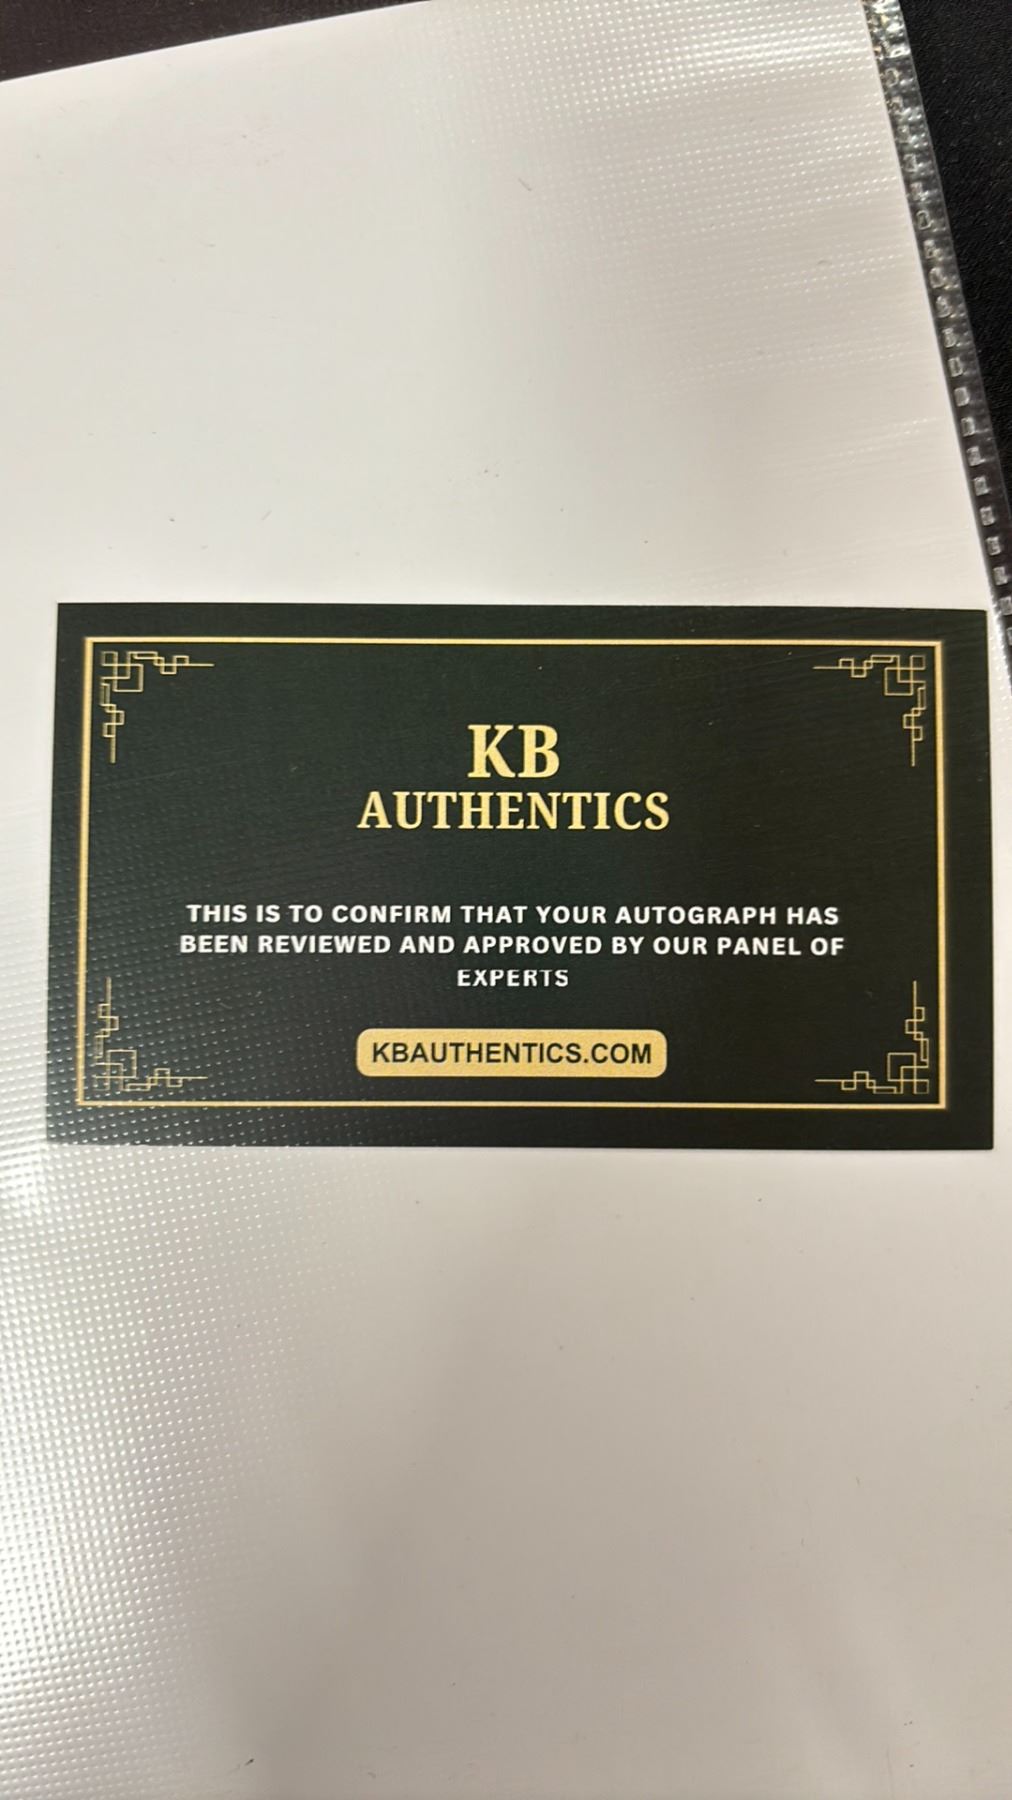 KB
AUTHENTICS
THIS IS TO CONFIRM THAT YOUR AUTOGRAPH HAS
BEEN REVIEWED AND APPROVED BY OUR PANEL OF
EXPERTS
KBAUTHENTICS.COM